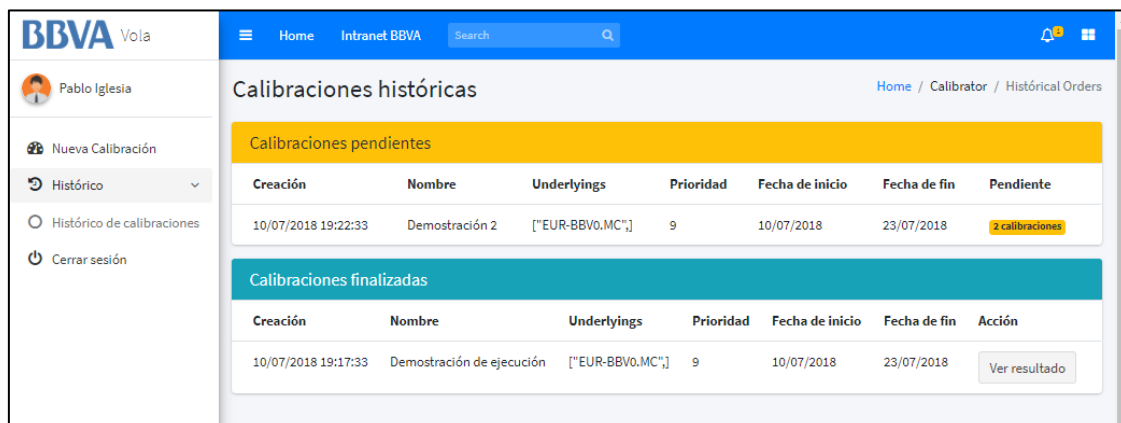 BBVA Vola
Home Intranet BBVA Search 1
Pablo Iglesia
Nueva Calibración
Histórico
Histórico de calibraciones
Cerrar sesión
Calibraciones históricas
Home / Calibrator / Histórical Orders
Calibraciones pendientes
Creación Nombre Underlyings Prioridad Fecha de inicio Fecha de fin Pendiente
10/07/2018 19:22:33 Demostración 2 ["EUR-BBV0.MC",] 9 10/07/2018 23/07/2018 2 calibraciones
Calibraciones finalizadas
Creación Nombre Underlyings Prioridad Fecha de inicio Fecha de fin Acción
10/07/2018 19:17:33 Demostración de ejecución ["EUR-BBV0.MC",] 9 10/07/2018 23/07/2018 Ver resultado